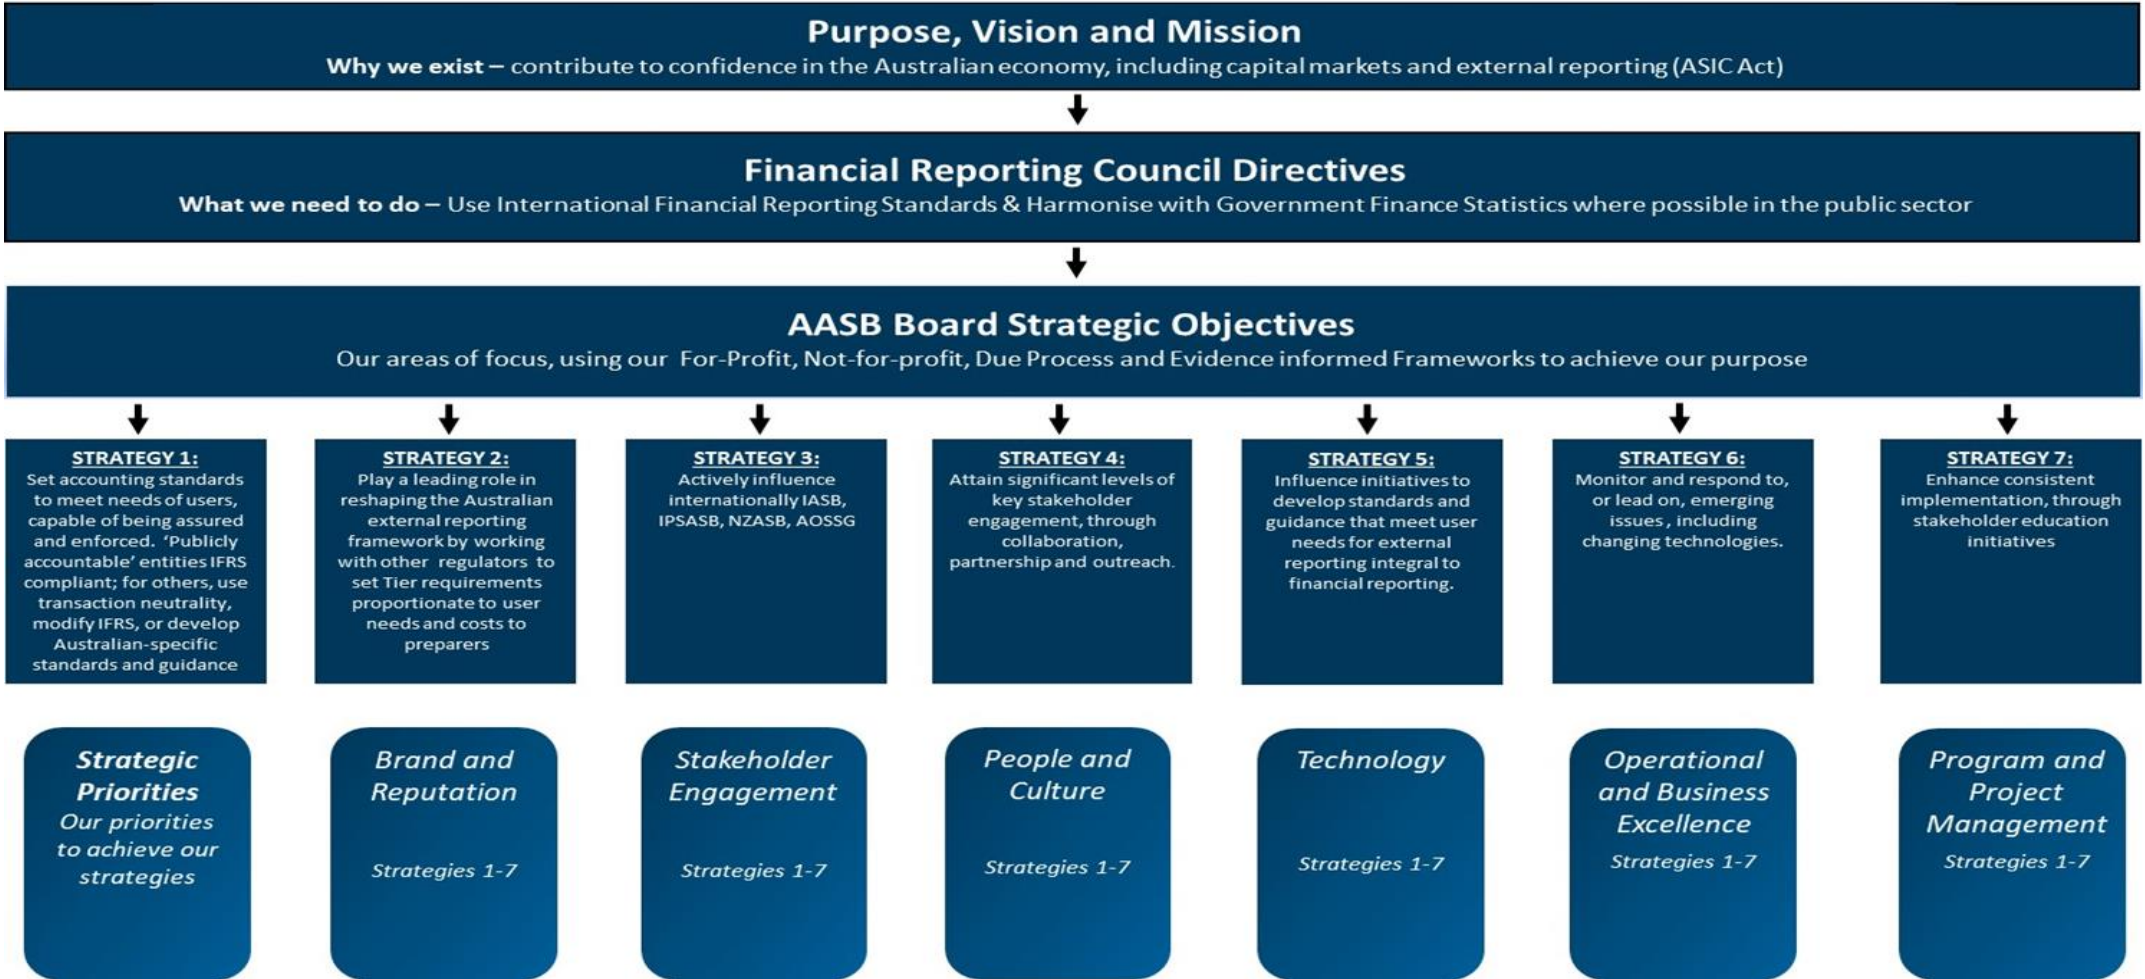 Purpose, Vision and Mission
Why we exist – contribute to confidence in the Australian economy, including capital markets and external reporting (ASIC Act)
Financial Reporting Council Directives
What we need to do – Use International Financial Reporting Standards & Harmonise with Government Finance Statistics where possible in the public sector
AASB Board Strategic Objectives
Our areas of focus, using our For-Profit, Not-for-profit, Due Process and Evidence informed Frameworks to achieve our purpose
STRATEGY 1:
Set accounting standards
to meet needs of users,
capable of being assured
and enforced. ‘Publicly
accountable’ entities IFRS
compliant; for others, use
transaction neutrality,
modify IFRS, or develop
Australian-specific
standards and guidance
STRATEGY 2:
Play a leading role in
reshaping the Australian
external reporting
framework by working
with other regulators to
set Tier requirements
proportionate to user
needs and costs to
preparers
STRATEGY 3:
Actively influence
internationally IASB,
IPSASB, NZASB, AOSSG
STRATEGY 4:
Attain significant levels of
key stakeholder
engagement, through
collaboration,
partnership and outreach.
STRATEGY 5:
Influence initiatives to
develop standards and
guidance that meet user
needs for external
reporting integral to
financial reporting.
STRATEGY 6:
Monitor and respond to,
or lead on, emerging
issues , including
changing technologies.
STRATEGY 7:
Enhance consistent
implementation, through
stakeholder education
initiatives
Strategic
Priorities
Our priorities
to achieve our
strategies
Brand and
Reputation
Strategies 1-7
Stakeholder
Engagement
Strategies 1-7
People and
Culture
Strategies 1-7
Technology
Strategies 1-7
Operational
and Business
Excellence
Strategies 1-7
Program and
Project
Management
Strategies 1-7